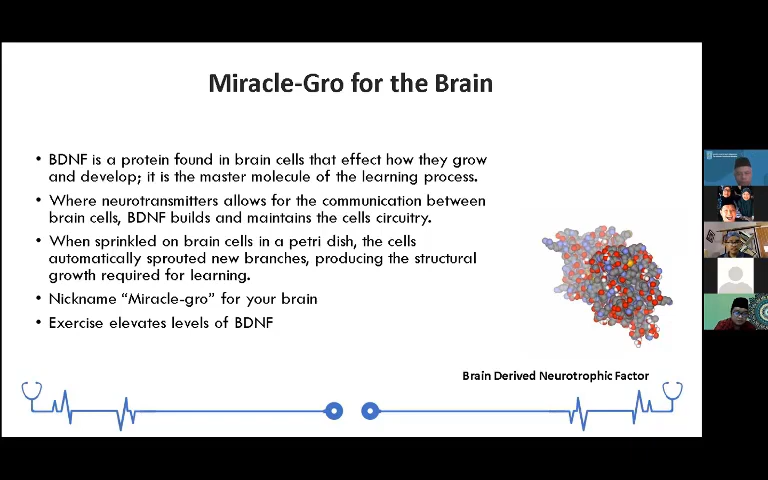 Miracle-Gro for the Brain
• BDNF is a protein found in brain cells that effect how they grow
and develop; it is the master molecule of the learning process.
• Where neurotransmitters allows for the communication between
brain cells, BDNF builds and maintains the cells circuitry.
• When sprinkled on brain cells in a petri dish, the cells
automatically sprouted new branches, producing the structural
growth required for learning.
• Nickname “Miracle-gro” for your brain
• Exercise elevates levels of BDNF
Brain Derived Neurotrophic Factor